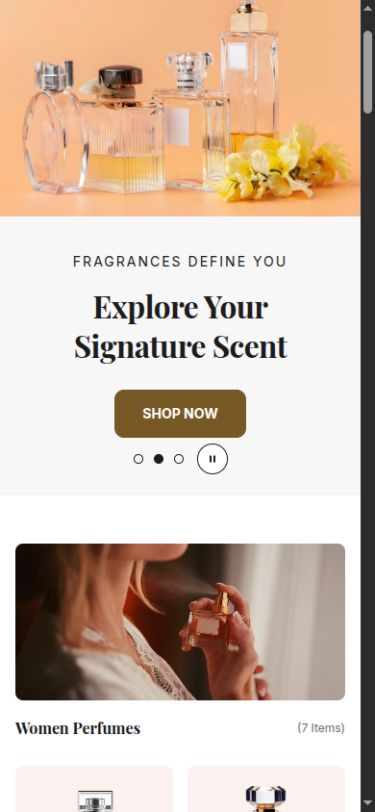 FRAGRANCES DEFINE YOU
Explore Your
Signature Scent
SHOP NOW
Women Perfumes
(7 Items)